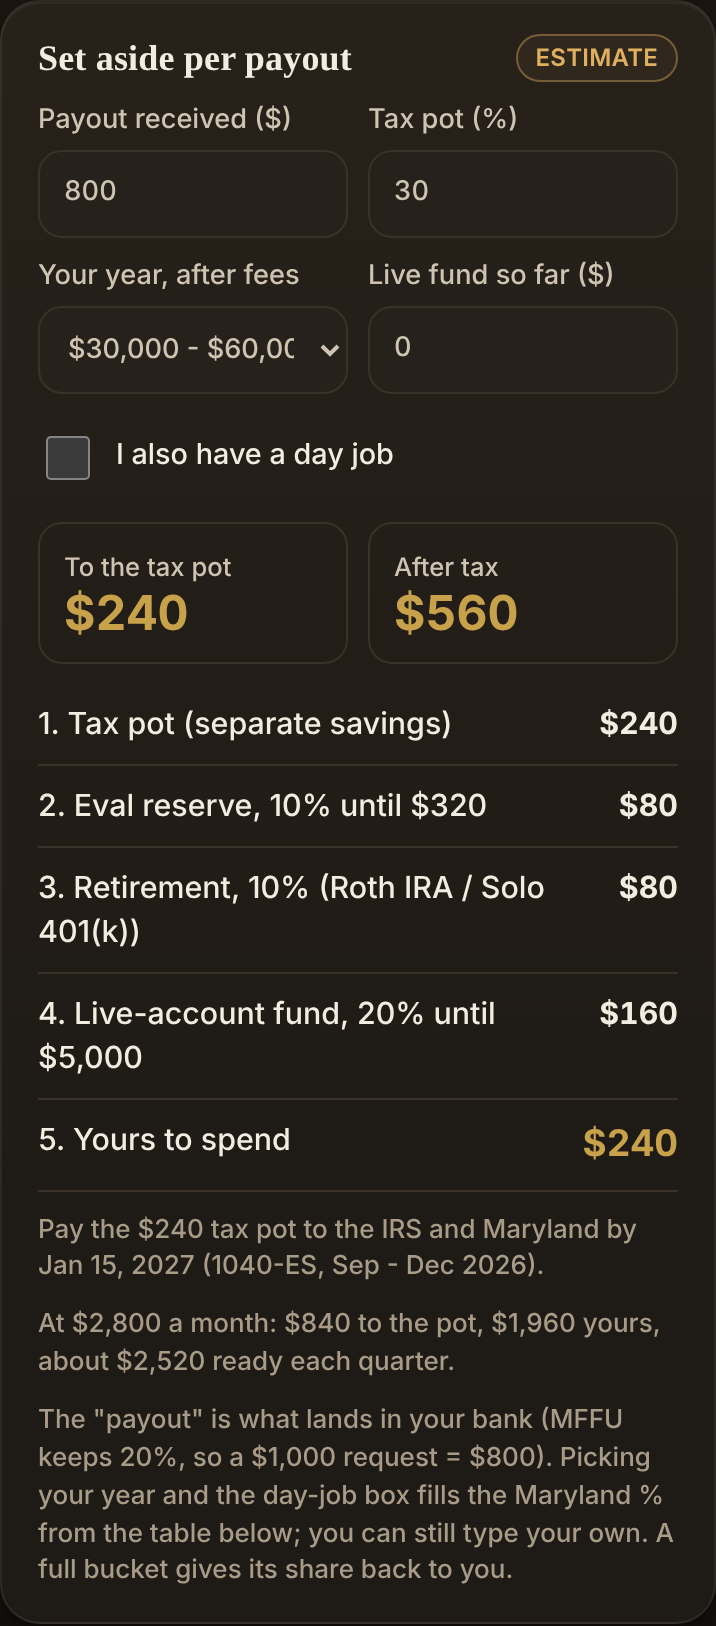 Set aside per payout
ESTIMATE
Payout received ($)
Tax pot (%)
800
30
Your year, after fees
Live fund so far ($)
$30,000 - $60,00
0
I also have a day job
To the tax pot
$240
After tax
$560
1. Tax pot (separate savings)
$240
2. Eval reserve, 10% until $320
$80
3. Retirement, 10% (Roth IRA / Solo
401(k))
$80
4. Live-account fund, 20% until
$5,000
$160
5. Yours to spend
$240
Pay the $240 tax pot to the IRS and Maryland by
Jan 15, 2027 (1040-ES, Sep - Dec 2026).
At $2,800 a month: $840 to the pot, $1,960 yours,
about $2,520 ready each quarter.
The "payout" is what lands in your bank (MFFU
keeps 20%, so a $1,000 request = $800). Picking
your year and the day-job box fills the Maryland %
from the table below; you can still type your own. A
full bucket gives its share back to you.